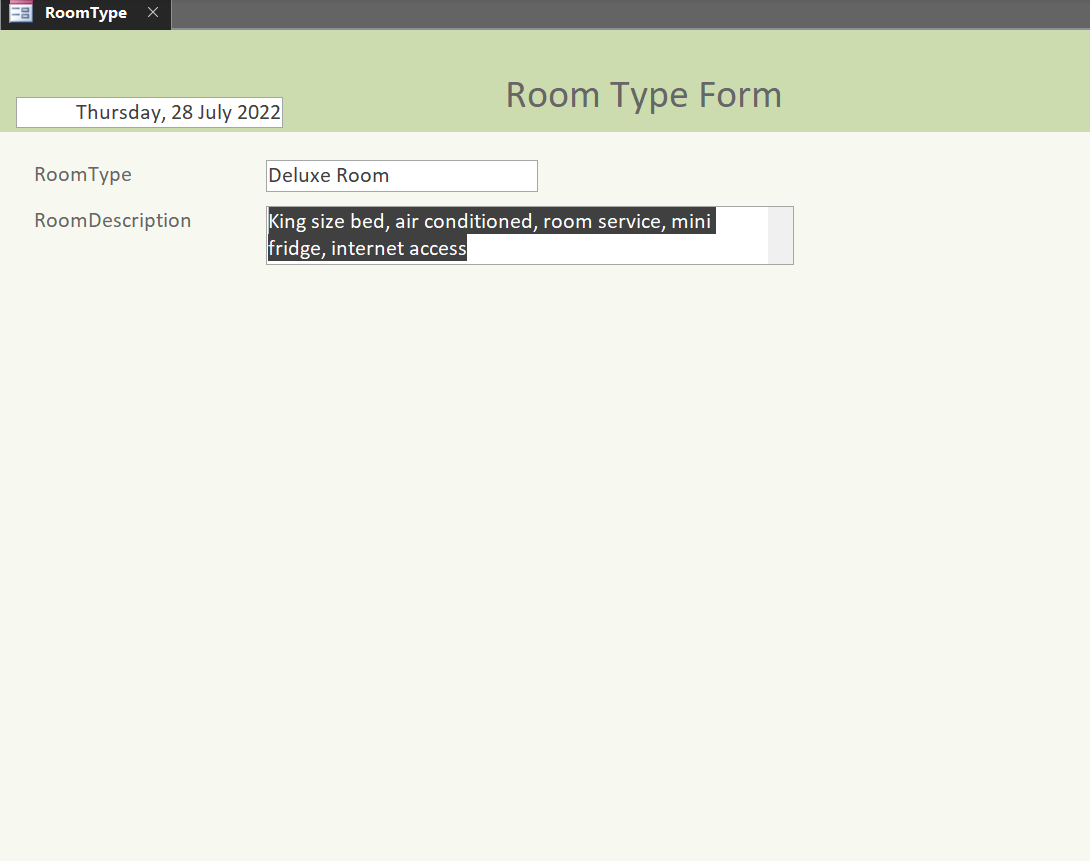 RoomType
Room Type Form
Thursday, 28 July 2022
RoomType
Deluxe Room
RoomDescription
King size bed, air conditioned, room service, mini
fridge, internet access